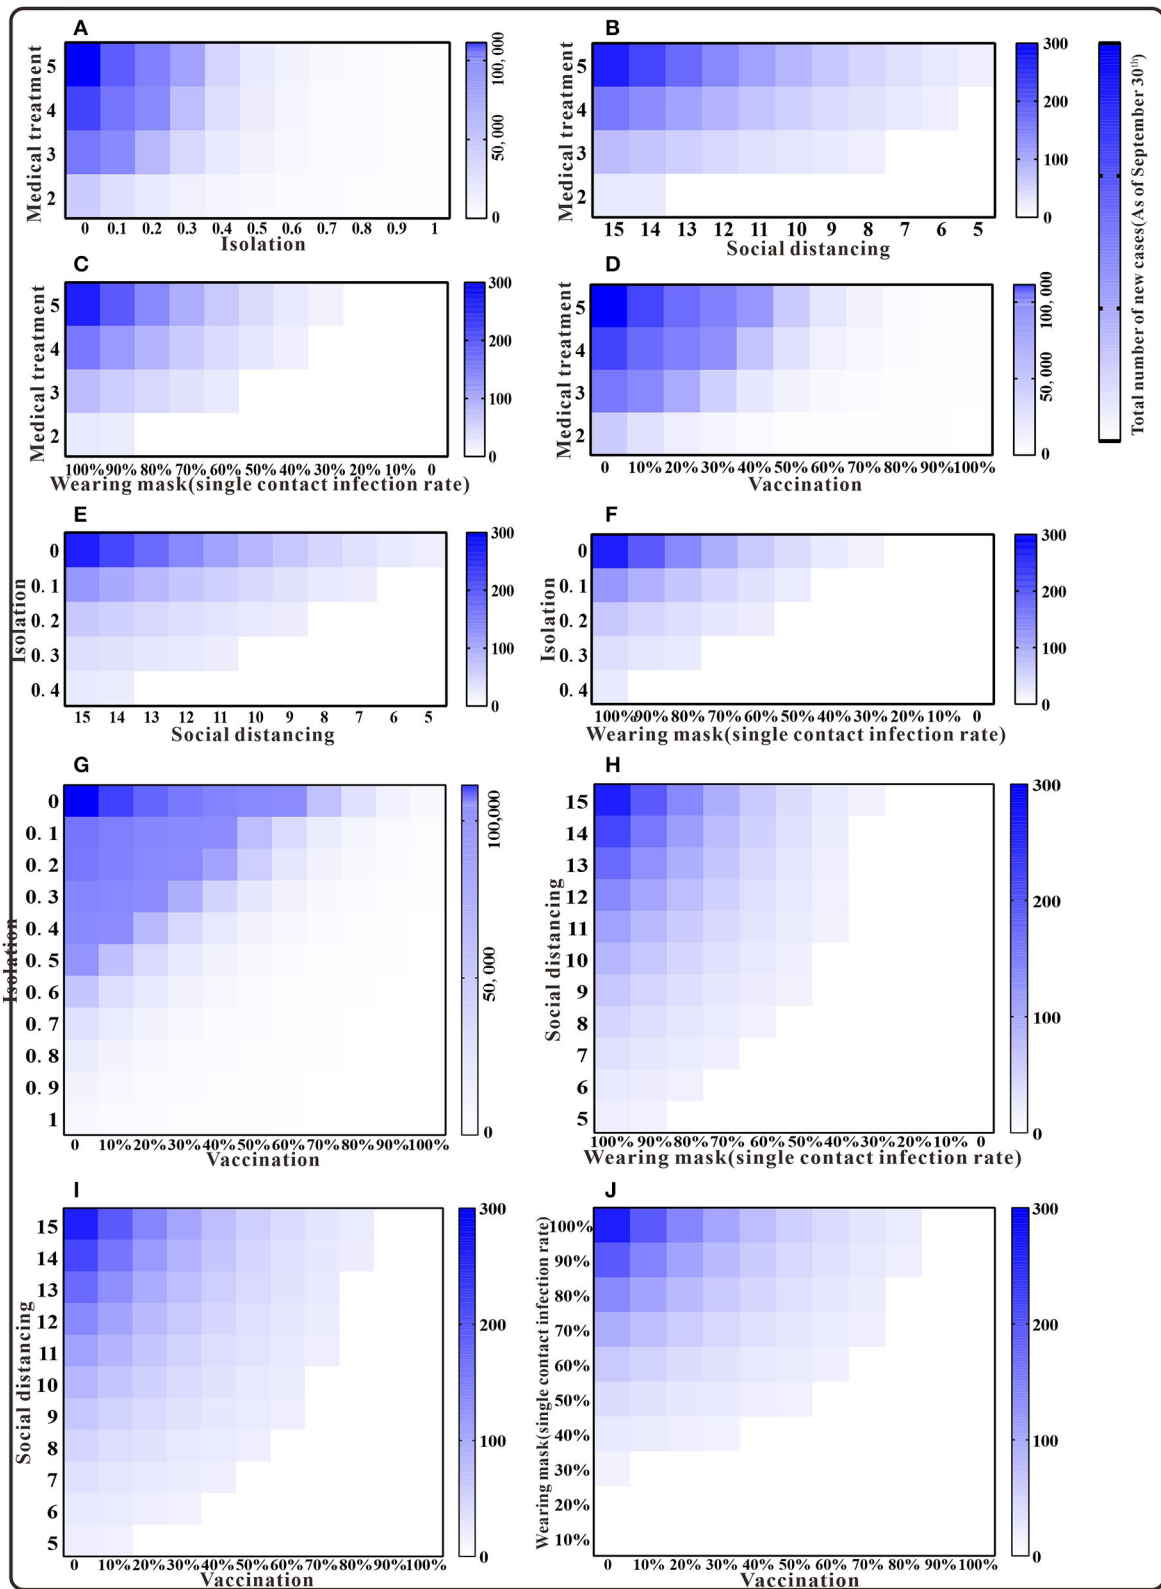 A
Medical treatment
5
4
3
2
0 0.1 0.2 0.3 0.4 0.5 0.6 0.7 0.8 0.9 1
Isolation
100, 000
50, 000
0
B
Medical treatment
5
4
3
2
15 14 13 12 11 10 9 8 7 6 5
Social distancing
300
200
100
0
Total number of new cases(As of September 30th)
C
Medical treatment
5
4
3
2
100% 90% 80% 70% 60% 50% 40% 30% 20% 10% 0
Wearing mask(single contact infection rate)
300
200
100
0
D
Medical treatment
5
4
3
2
0 10% 20% 30% 40% 50% 60% 70% 80% 90% 100%
Vaccination
100, 000
50, 000
0
E
Isolation
0
0. 1
0. 2
0. 3
0. 4
15 14 13 12 11 10 9 8 7 6 5
Social distancing
300
200
100
0
F
Isolation
0
0. 1
0. 2
0. 3
0. 4
100% 90% 80% 70% 60% 50% 40% 30% 20% 10% 0
Wearing mask(single contact infection rate)
300
200
100
0
G
Isolation
0
0. 1
0. 2
0. 3
0. 4
0. 5
0. 6
0. 7
0. 8
0. 9
1
0 10% 20% 30% 40% 50% 60% 70% 80% 90% 100%
Vaccination
100,000
50, 000
0
H
Social distancing
15
14
13
12
11
10
9
8
7
6
5
100% 90% 80% 70% 60% 50% 40% 30% 20% 10% 0
Wearing mask(single contact infection rate)
300
200
100
0
I
Social distancing
15
14
13
12
11
10
9
8
7
6
5
0 10% 20% 30% 40% 50% 60% 70% 80% 90% 100%
Vaccination
300
200
100
0
J
Wearing mask(single contact infection rate)
100%
90%
80%
70%
60%
50%
40%
30%
20%
10%
0 10% 20% 30% 40% 50% 60% 70% 80% 90% 100%
Vaccination
300
200
100
0